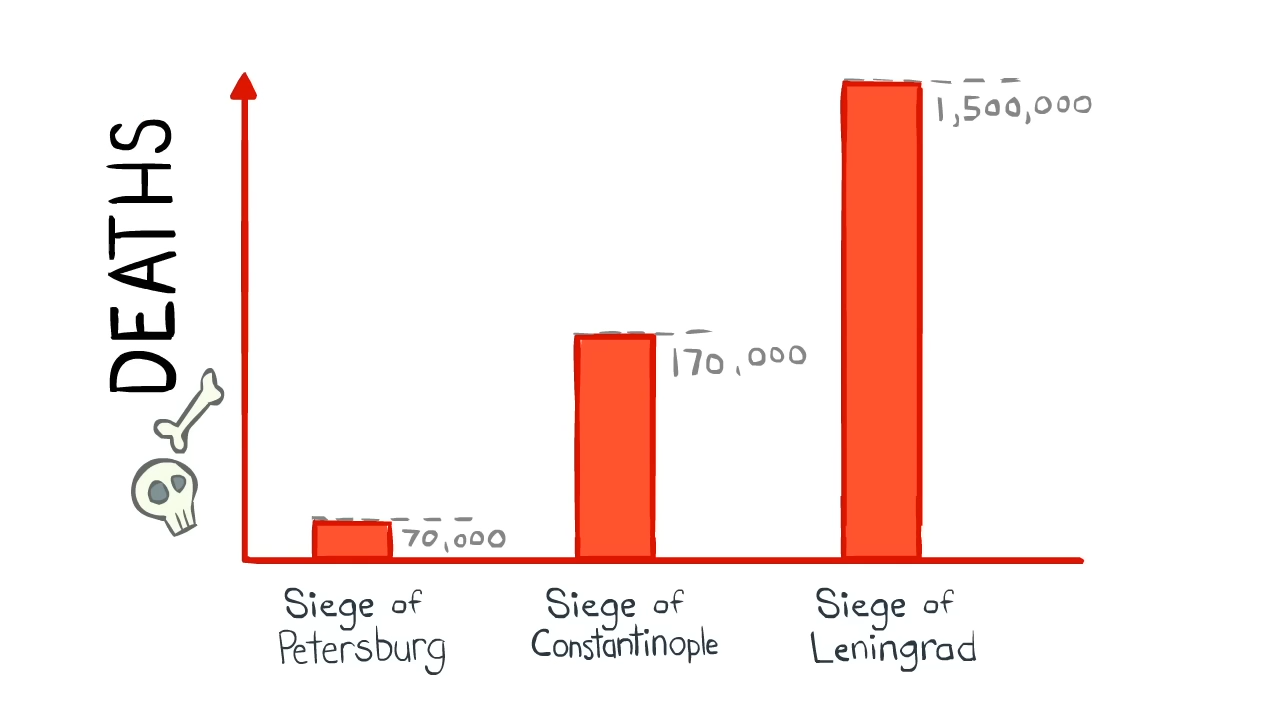 DEATHS
1,500,000
170,000
70,000
Siege of
Petersburg
Siege of
Constantinople
Siege of
Leningrad